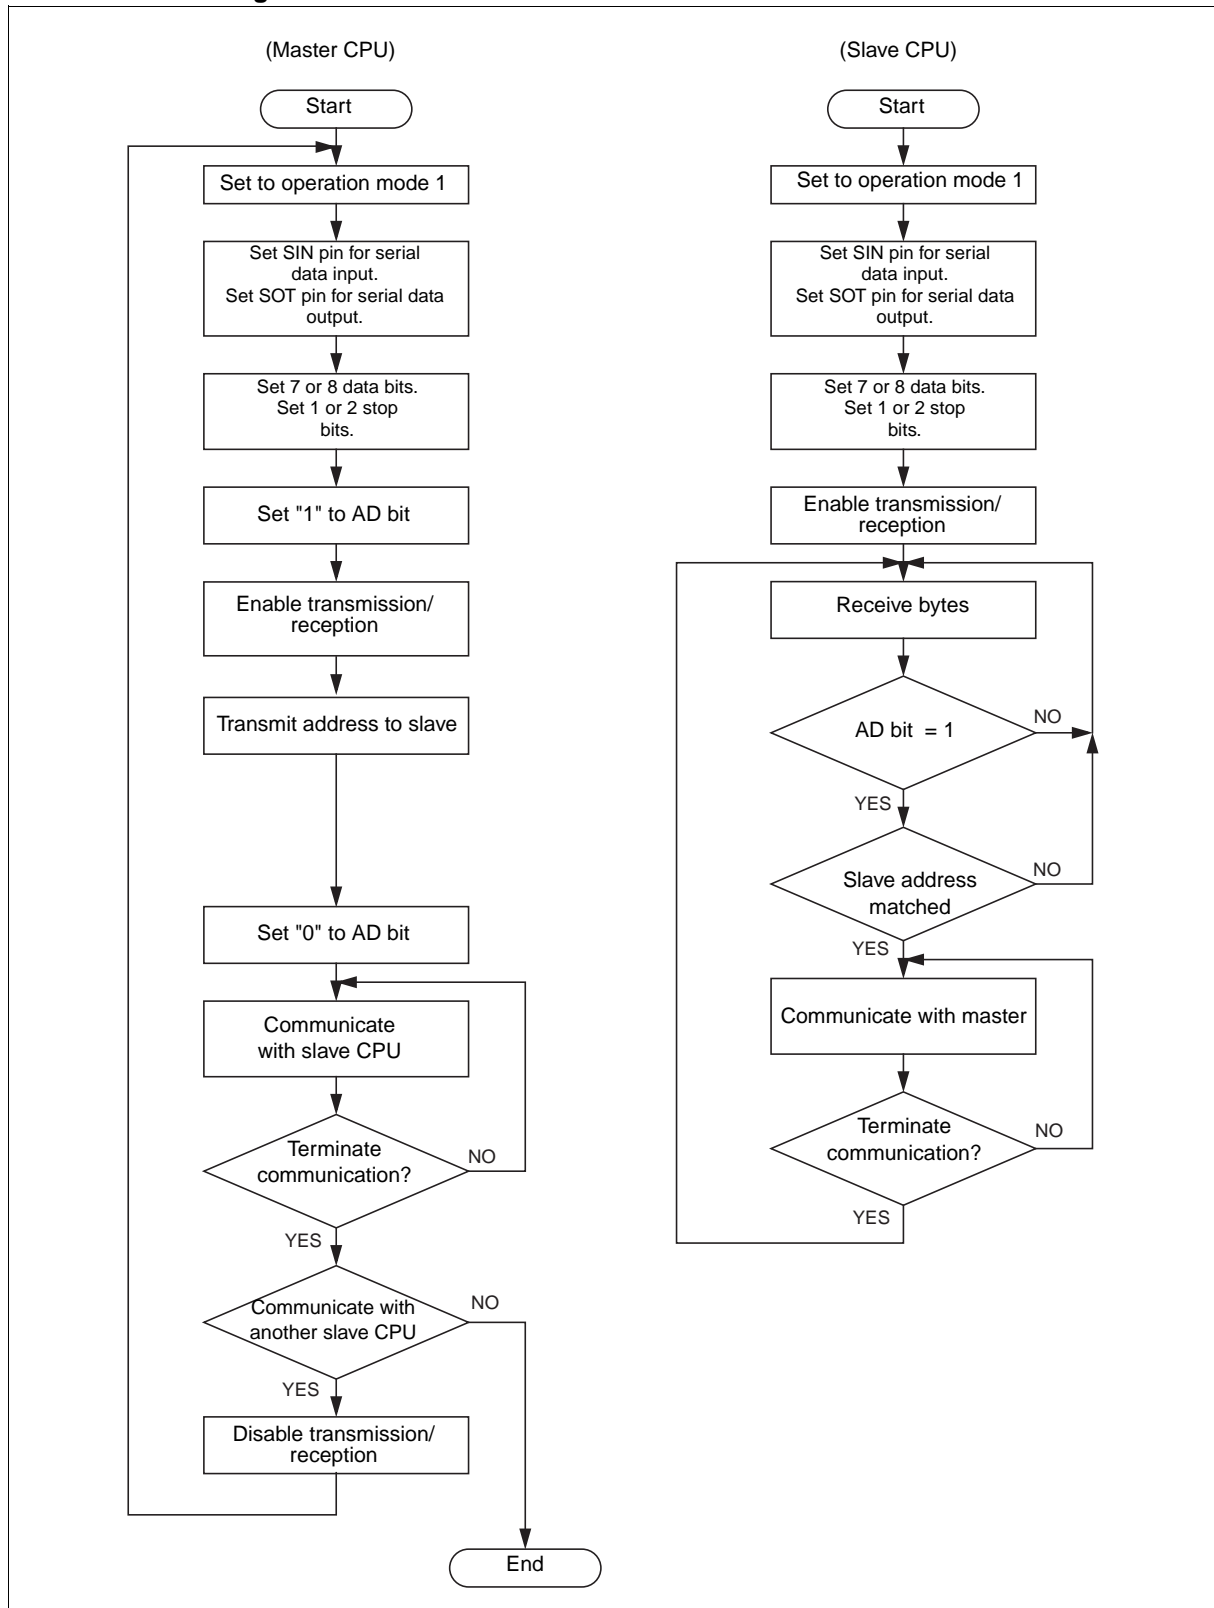 (Master CPU)
Start
Set to operation mode 1
Set SIN pin for serial
data input.
Set SOT pin for serial data
output.
Set 7 or 8 data bits.
Set 1 or 2 stop
bits.
Set "1" to AD bit
Enable transmission/
reception
Transmit address to slave
Set "0" to AD bit
Communicate
with slave CPU
Terminate
communication?
NO
YES
Communicate with
another slave CPU
NO
YES
Disable transmission/
reception
End
(Slave CPU)
Start
Set to operation mode 1
Set SIN pin for serial
data input.
Set SOT pin for serial data
output.
Set 7 or 8 data bits.
Set 1 or 2 stop
bits.
Enable transmission/
reception
Receive bytes
AD bit = 1
NO
YES
Slave address
matched
NO
YES
Communicate with master
Terminate
communication?
NO
YES